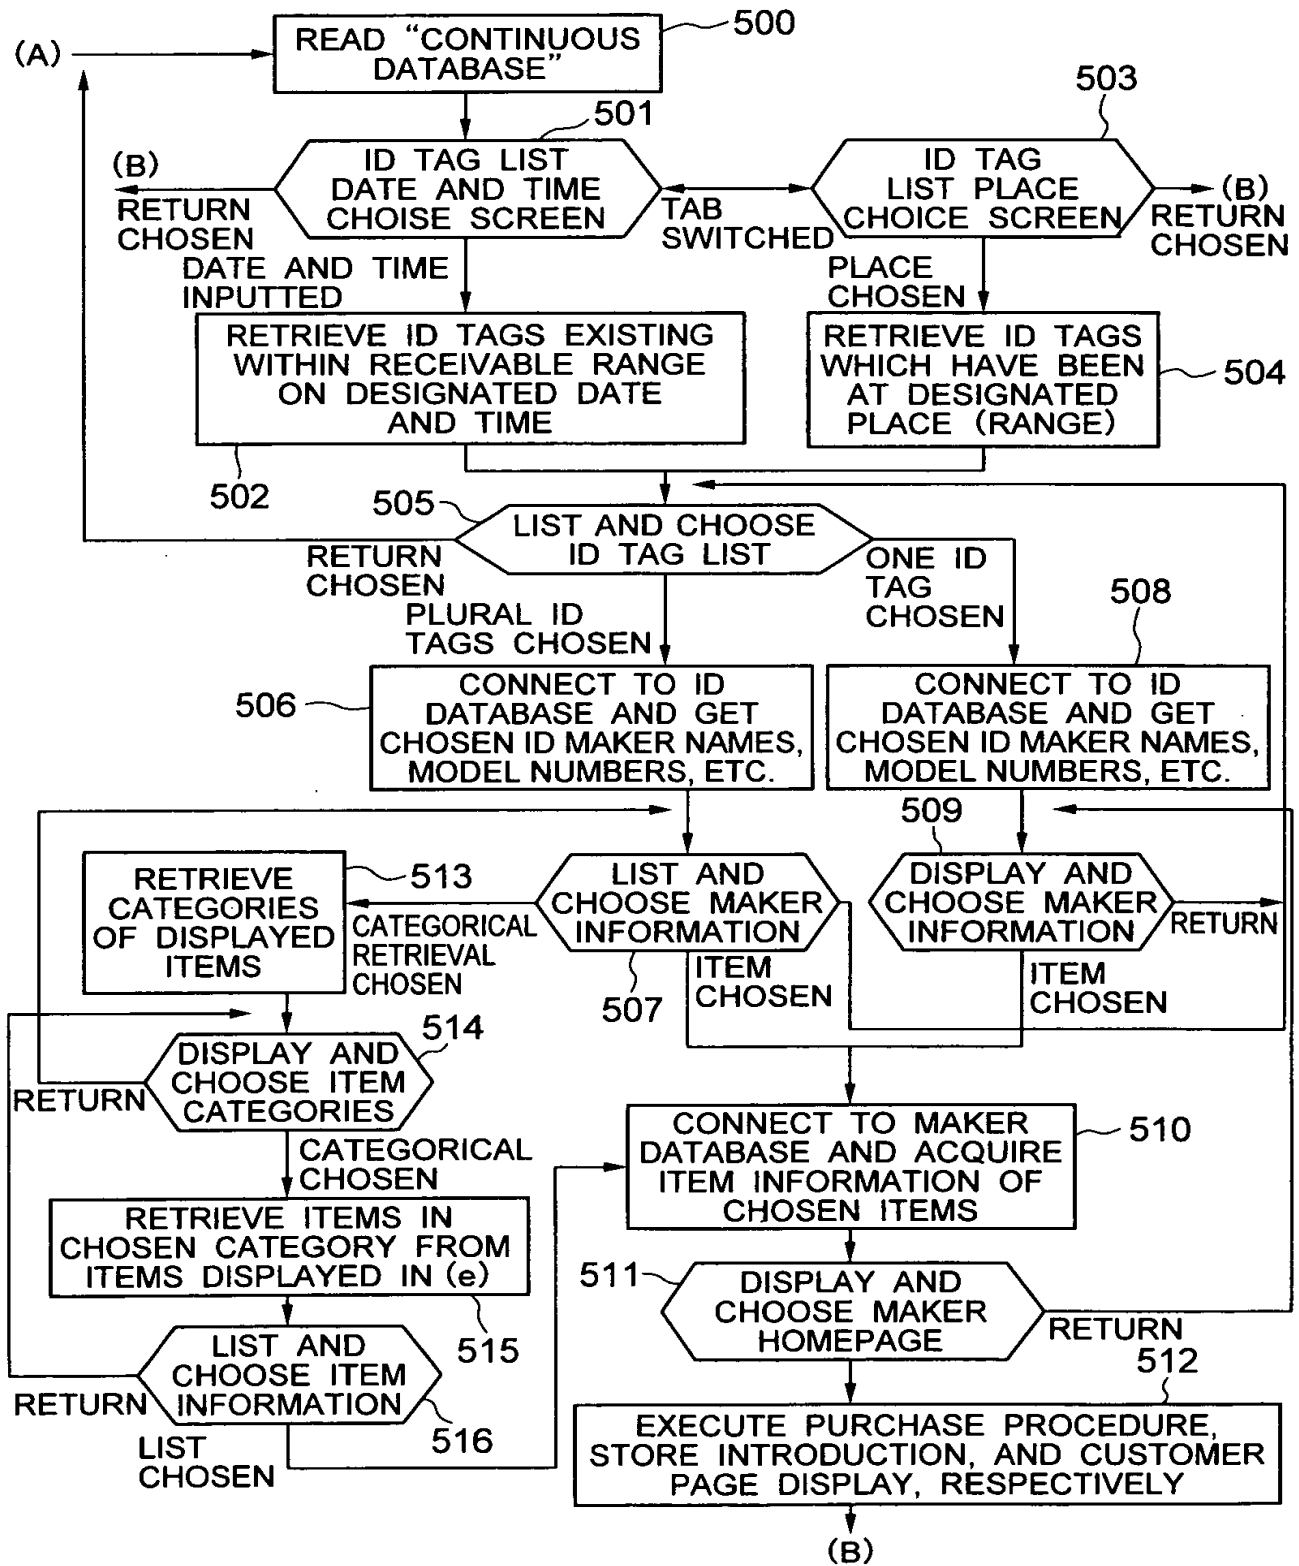 500
(A)
READ "CONTINUOUS
DATABASE"
501
503
(B)
RETURN
CHOSEN
ID TAG LIST
DATE AND TIME
CHOISE SCREEN
TAB
SWITCHED
ID TAG
LIST PLACE
CHOICE SCREEN
(B)
RETURN
CHOSEN
DATE AND TIME
INPUTTED
PLACE
CHOSEN
RETRIEVE ID TAGS EXISTING
WITHIN RECEIVABLE RANGE
ON DESIGNATED DATE
AND TIME
502
RETRIEVE ID TAGS
WHICH HAVE BEEN
AT DESIGNATED
PLACE (RANGE)
504
505
LIST AND CHOOSE
ID TAG LIST
RETURN
CHOSEN
PLURAL ID
TAGS CHOSEN
ONE ID
TAG
CHOSEN
508
506
CONNECT TO ID
DATABASE AND GET
CHOSEN ID MAKER NAMES,
MODEL NUMBERS, ETC.
CONNECT TO ID
DATABASE AND GET
CHOSEN ID MAKER NAMES,
MODEL NUMBERS, ETC.
509
513
RETRIEVE
CATEGORIES
OF DISPLAYED
ITEMS
CATEGORICAL
RETRIEVAL
CHOSEN
LIST AND
CHOOSE MAKER
INFORMATION
507
ITEM
CHOSEN
DISPLAY AND
CHOOSE MAKER
INFORMATION
RETURN
ITEM
CHOSEN
514
DISPLAY AND
CHOOSE ITEM
CATEGORIES
RETURN
CATEGORICAL
CHOSEN
CONNECT TO MAKER
DATABASE AND ACQUIRE
ITEM INFORMATION OF
CHOSEN ITEMS
510
RETRIEVE ITEMS IN
CHOSEN CATEGORY FROM
ITEMS DISPLAYED IN (e)
515
511
DISPLAY AND
CHOOSE MAKER
HOMEPAGE
RETURN
LIST AND
CHOOSE ITEM
INFORMATION
RETURN
516
LIST
CHOSEN
512
EXECUTE PURCHASE PROCEDURE,
STORE INTRODUCTION, AND CUSTOMER
PAGE DISPLAY, RESPECTIVELY
(B)